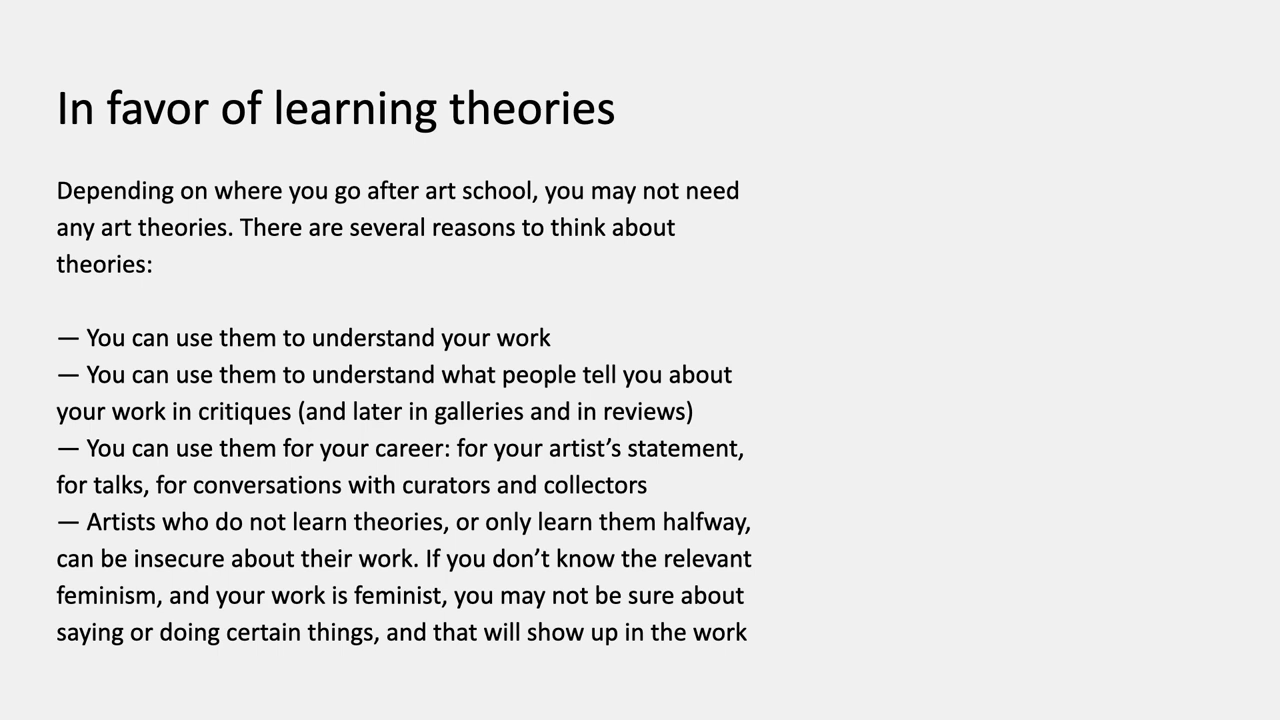 In favor of learning theories
Depending on where you go after art school, you may not need
any art theories. There are several reasons to think about
theories:
— You can use them to understand your work
— You can use them to understand what people tell you about
your work in critiques (and later in galleries and in reviews)
— You can use them for your career: for your artist’s statement,
for talks, for conversations with curators and collectors
— Artists who do not learn theories, or only learn them halfway,
can be insecure about their work. If you don’t know the relevant
feminism, and your work is feminist, you may not be sure about
saying or doing certain things, and that will show up in the work